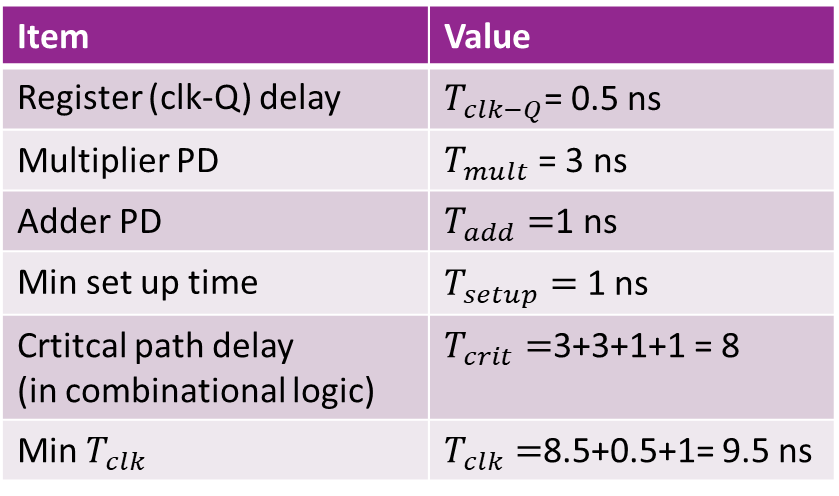 Item Value
Register (clk-Q) delay T_{clk−Q}= 0.5 ns
Multiplier PD T_{mult} = 3 ns
Adder PD T_{add} =1 ns
Min set up time T_{setup} = 1 ns
Crtitcal path delay
(in combinational logic) T_{crit} =3+3+1+1 = 8
Min T_{clk} T_{clk} =8.5+0.5+1= 9.5 ns